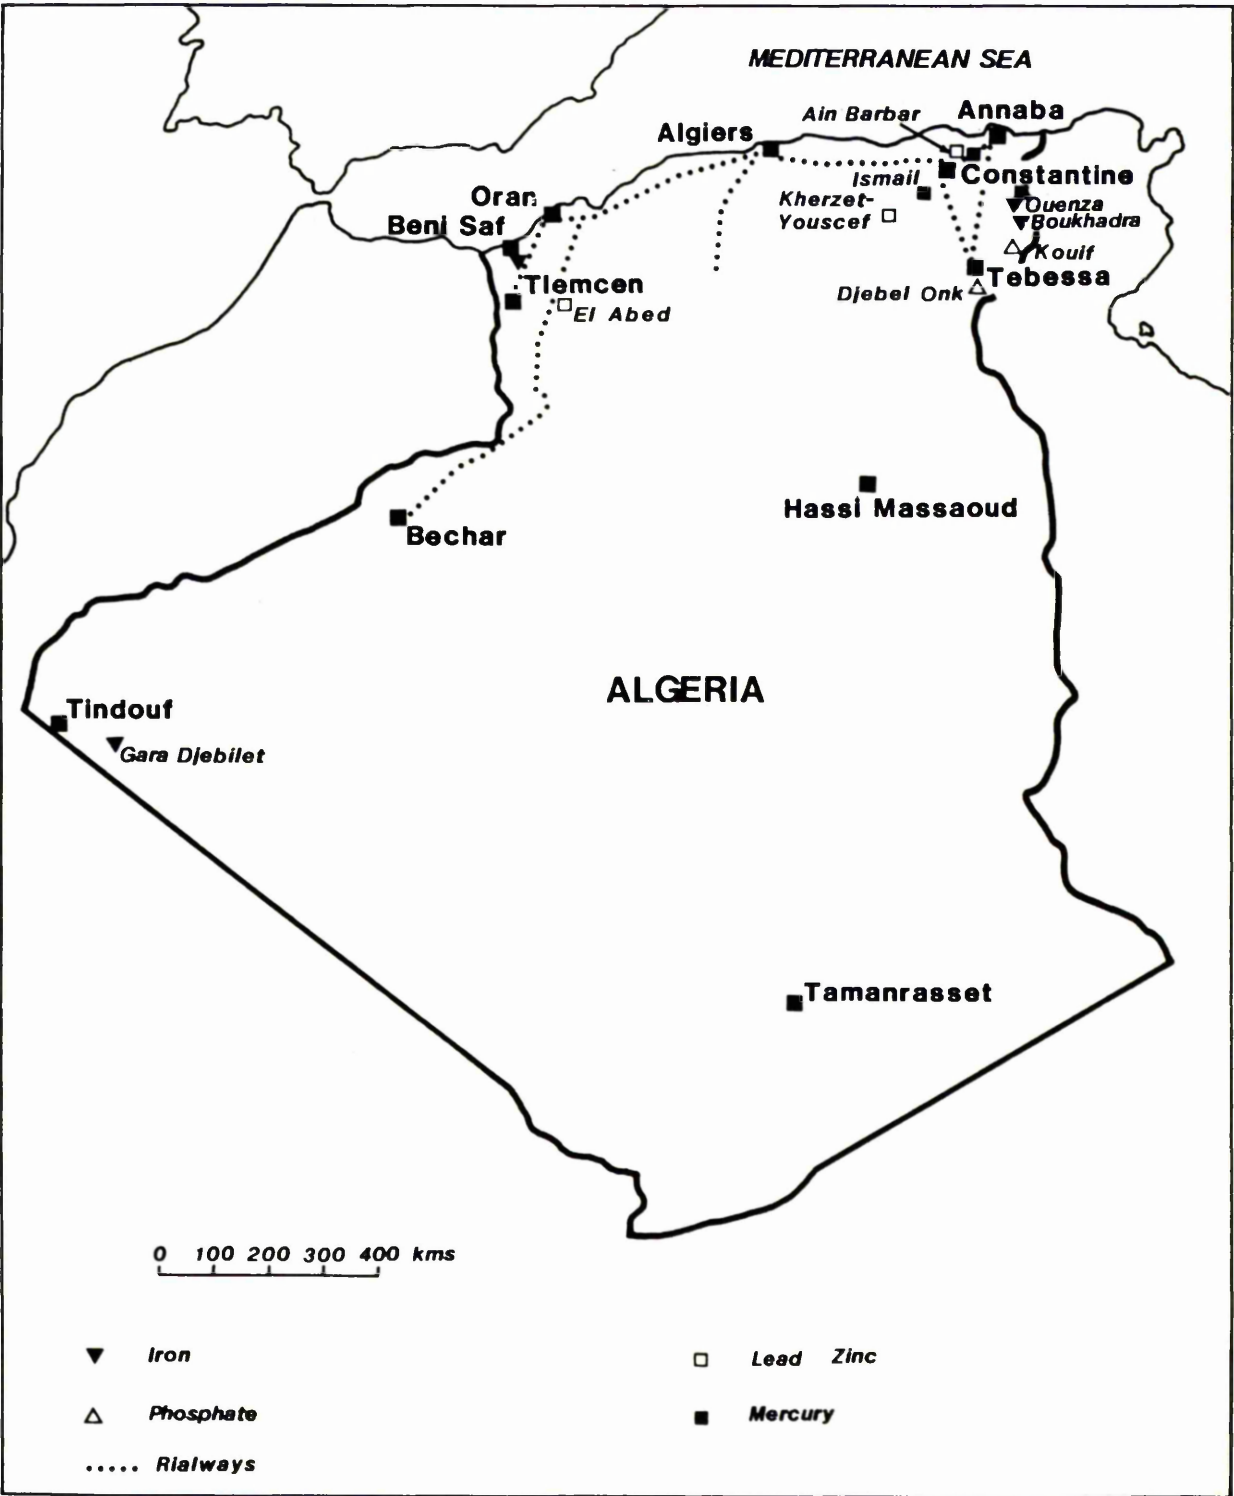 MEDITERRANEAN SEA
Ain Barbar
Annaba
Algiers
Ismail
Constantine
Kherzet-
Youscef
Oran
Beni Saf
Ouenza
Boukhadra
Kouif
Tlemcen
El Abed
Tebessa
Djebel Onk
Hassi Massaoud
Bechar
ALGERIA
Tindouf
Gara Djebilet
Tamanrasset
0 100 200 300 400 kms
Iron
Lead Zinc
Phosphate
Mercury
Rialways